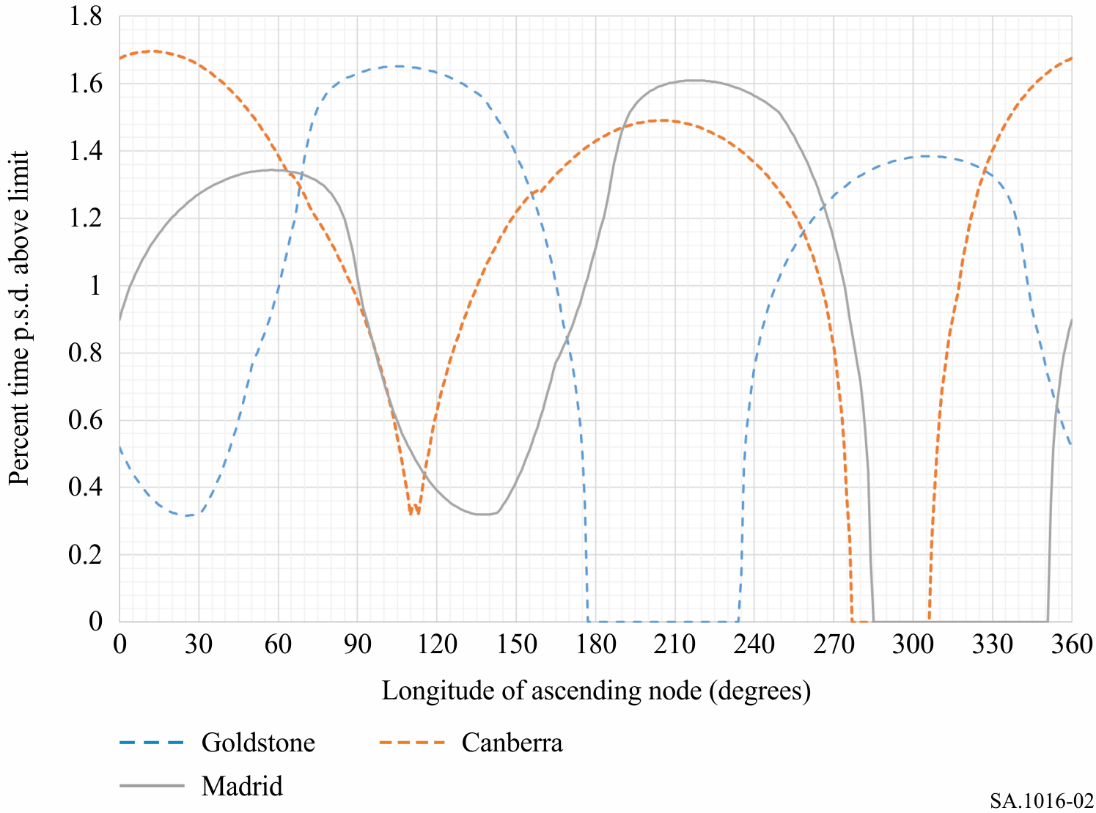 1.8
1.6
1.4
1.2
1
0.8
0.6
0.4
0.2
0
Percent time p.s.d. above limit
0 30 60 90 120 150 180 210 240 270 300 330 360
Longitude of ascending node (degrees)
Goldstone Canberra
Madrid
SA.1016-02